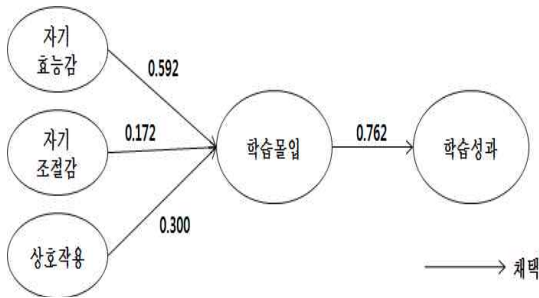 자기
효능감
0.592
자기
조절감
0.172
상호작용
0.300
학습몰입
0.762
학습성과
채택